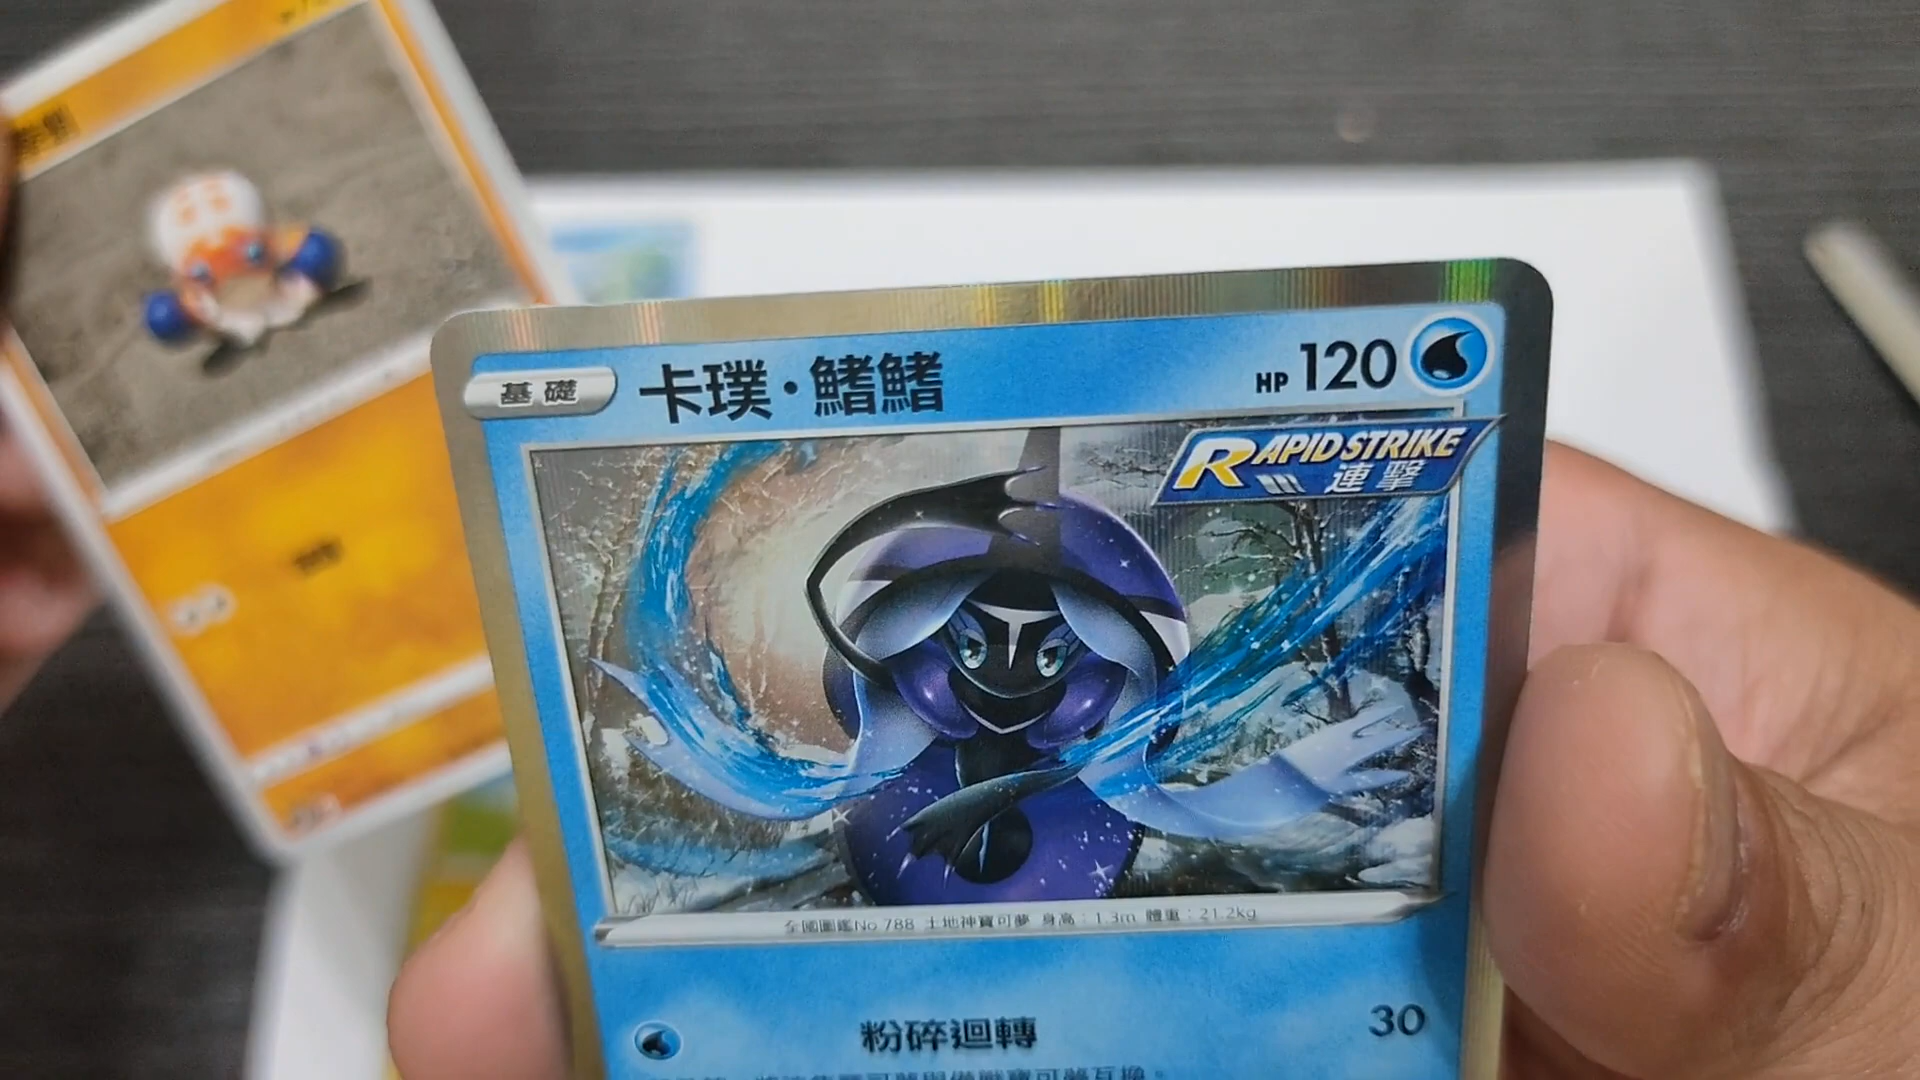 基礎 卡璞・鰭鰭 HP 120
RAPID STRIKE
連擊
全國圖鑑No 788 土地神寶可夢 身高：1.3m 體重：21.2kg
粉碎迴轉 30